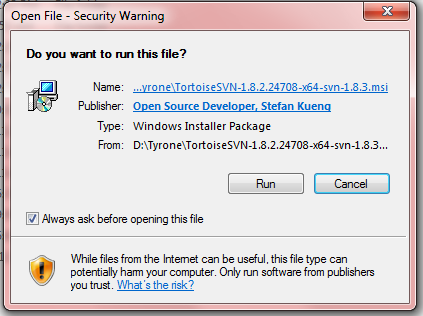 Open File - Security Warning
Do you want to run this file?
Name: ...yrone\TortoiseSVN-1.8.2.24708-x64-svn-1.8.3.msi
Publisher: Open Source Developer, Stefan Kueng
Type: Windows Installer Package
From: D:\Tyrone\TortoiseSVN-1.8.2.24708-x64-svn-1.8.3...
Run Cancel
Always ask before opening this file
While files from the Internet can be useful, this file type can
potentially harm your computer. Only run software from publishers
you trust. What's the risk?